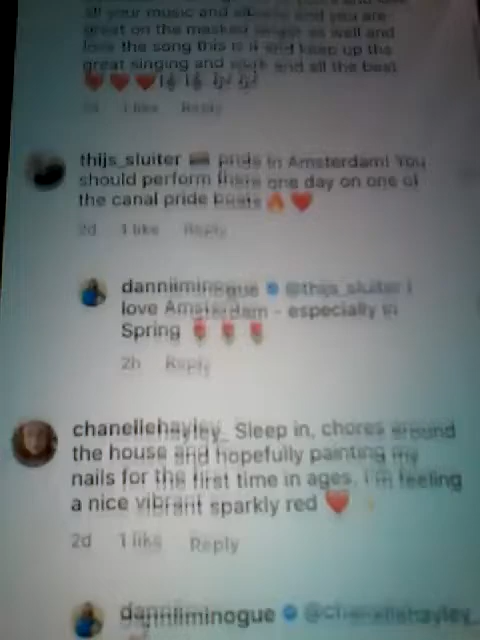 all your music and albums and you are
great on the masked singer as well and
love the song this is it and keep up the
great singing and work and all the best
2d 1 like Reply
thijs_sluiter pride in Amsterdam! You
should perform there one day on one of
the canal pride boats 🔥❤️
2d 1 like Reply
danniiminogue @thijs_sluiter I
love Amsterdam - especially in
Spring 🌷🌷🌷
2h Reply
chanellehayley_ Sleep in, chores around
the house and hopefully painting my
nails for the first time in ages. I'm feeling
a nice vibrant sparkly red ❤️✨
2d 1 like Reply
danniiminogue @chanellehayley_